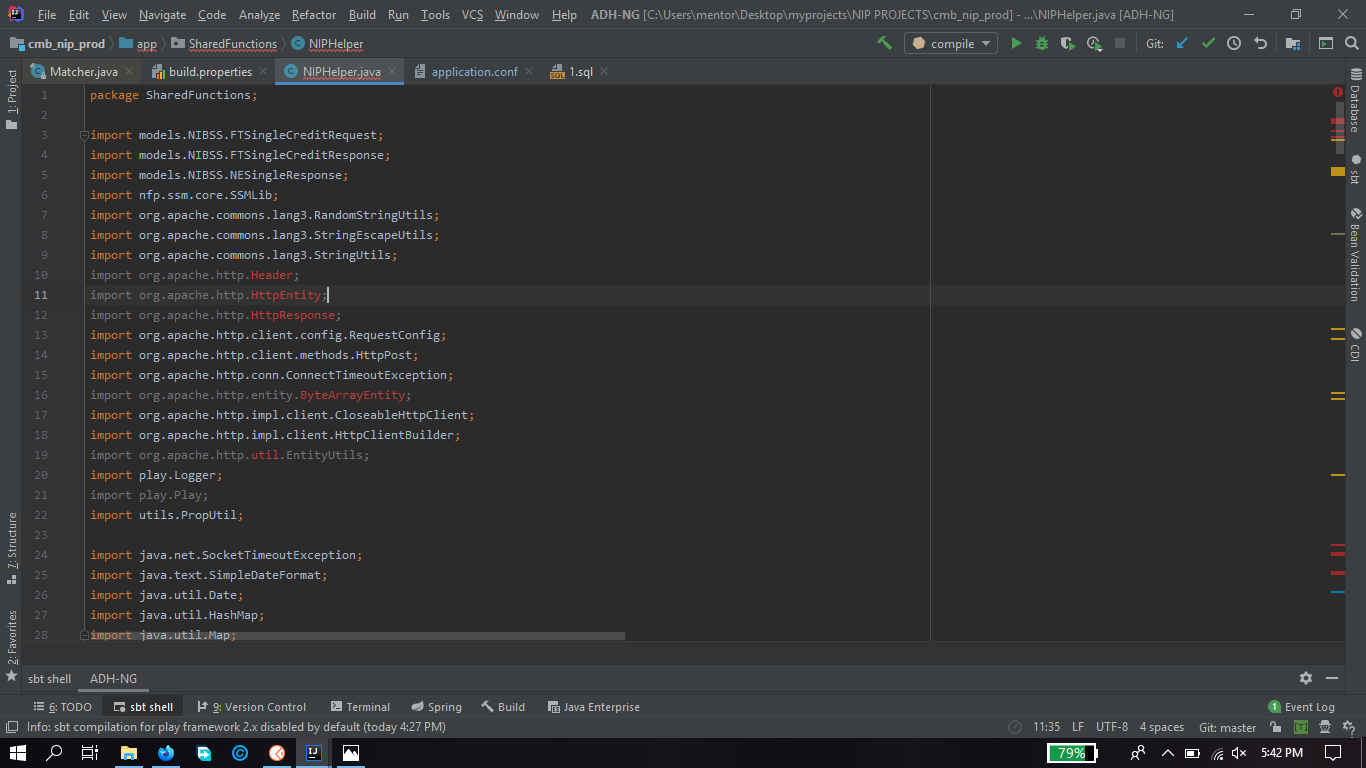 File Edit View Navigate Code Analyze Refactor Build Run Tools VCS Window Help ADH-NG [C:\Users\mentor\Desktop\myprojects\NIP PROJECTS\cmb_nip_prod] - ...\NIPHelper.java [ADH-NG]
cmb_nip_prod app SharedFunctions NIPHelper compile Git:
Matcher.java build.properties NIPHelper.java application.conf 1.sql
1: Project
7: Structure
2: Favorites
1 package SharedFunctions;
2
3 import models.NIBSS.FTSingleCreditRequest;
4 import models.NIBSS.FTSingleCreditResponse;
5 import models.NIBSS.NESingleResponse;
6 import nfp.ssm.core.SSMLib;
7 import org.apache.commons.lang3.RandomStringUtils;
8 import org.apache.commons.lang3.StringEscapeUtils;
9 import org.apache.commons.lang3.StringUtils;
10 import org.apache.http.Header;
11 import org.apache.http.HttpEntity;
12 import org.apache.http.HttpResponse;
13 import org.apache.http.client.config.RequestConfig;
14 import org.apache.http.client.methods.HttpPost;
15 import org.apache.http.conn.ConnectTimeoutException;
16 import org.apache.http.entity.ByteArrayEntity;
17 import org.apache.http.impl.client.CloseableHttpClient;
18 import org.apache.http.impl.client.HttpClientBuilder;
19 import org.apache.http.util.EntityUtils;
20 import play.Logger;
21 import play.Play;
22 import utils.PropUtil;
23
24 import java.net.SocketTimeoutException;
25 import java.text.SimpleDateFormat;
26 import java.util.Date;
27 import java.util.HashMap;
28 import java.util.Map;
Database
sbt
Bean Validation
CDI
sbt shell ADH-NG
6: TODO sbt shell 9: Version Control Terminal Spring Build Java Enterprise 1 Event Log
Info: sbt compilation for play framework 2.x disabled by default (today 4:27 PM) 11:35 LF UTF-8 4 spaces Git: master
79% 5:42 PM